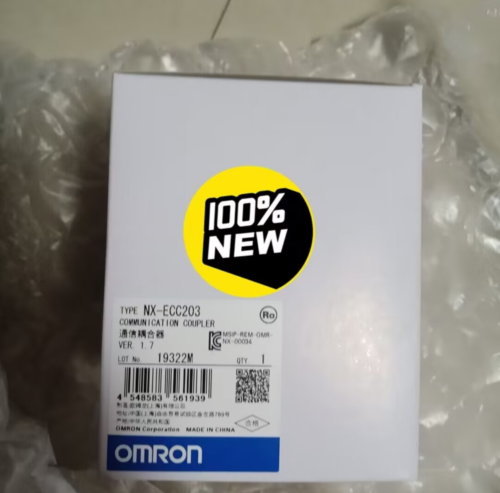 100%
NEW
TYPE NX-ECC203
COMMUNICATION COUPLER
通信耦合器
VER. 1.7
MSIP-REM-OMR-
NX-00034
LOT No. 19322M QTY. 1
4 548583 561939
合格
OMRON Corporation MADE IN CHINA
OMRON